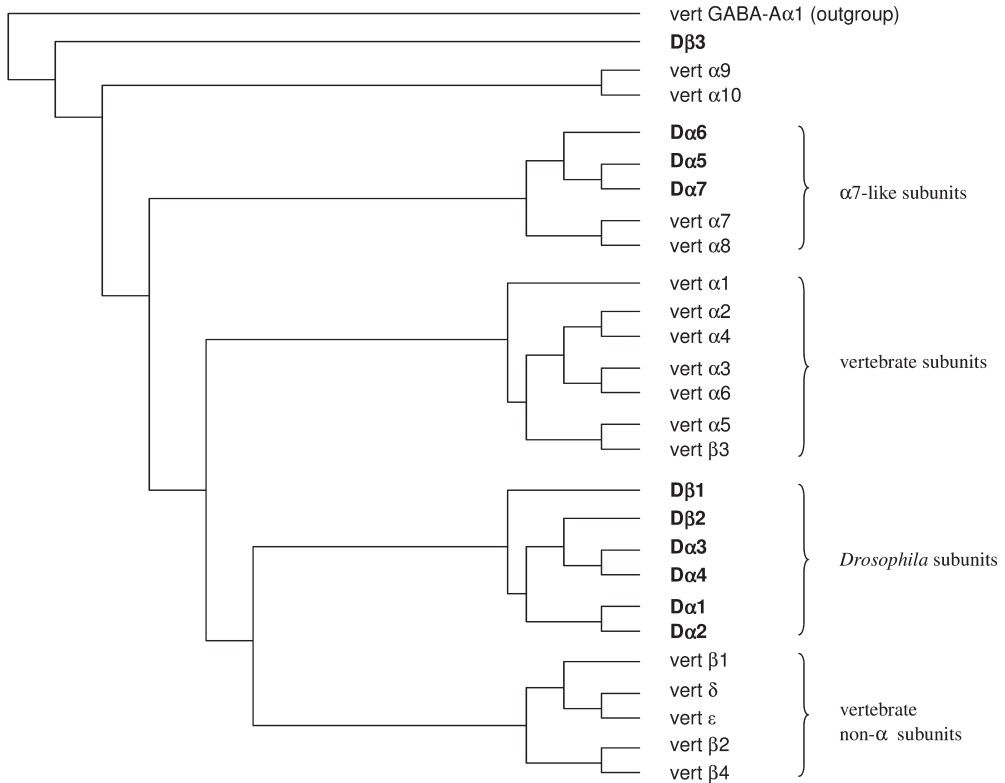 vert GABA-Aα1 (outgroup)
Dβ3
vert α9
vert α10
Dα6
Dα5
Dα7
vert α7
vert α8
α7-like subunits
vert α1
vert α2
vert α4
vert α3
vert α6
vert α5
vert β3
vertebrate subunits
Dβ1
Dβ2
Dα3
Dα4
Dα1
Dα2
Drosophila subunits
vert β1
vert δ
vert ε
vert β2
vert β4
vertebrate
non-α subunits